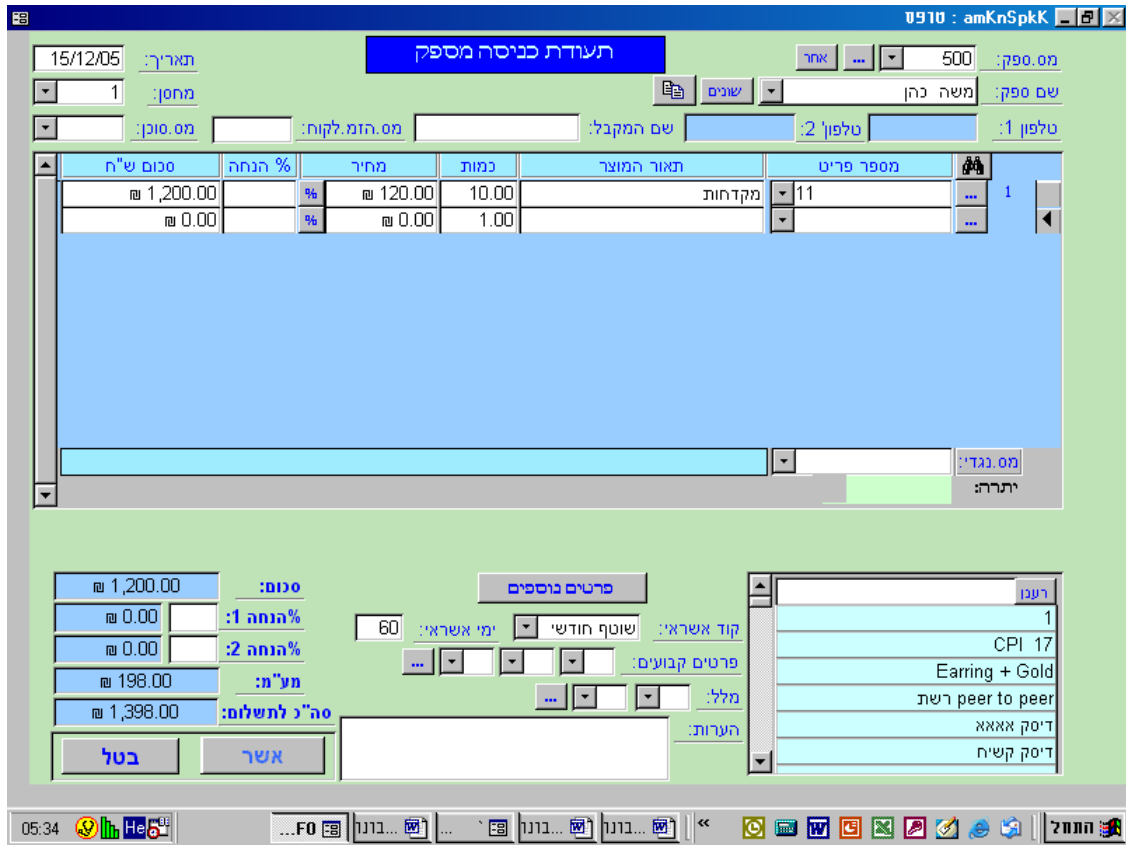 טופס : amKnSpkK
תעודת כניסה מספק
מס.ספק: 500 ... אחר תאריך: 15/12/05
שם ספק: משה כהן שונים מחסן: 1
טלפון 1: טלפון' 2: שם המקבל: מס.הזמ.לקוח: מס.סוכן:
מספר פריט תאור המוצר כמות מחיר % הנחה סכום ש"ח
1 ... 11 מקדחות 10.00 120.00 ₪ % 1,200.00 ₪
... 1.00 0.00 ₪ % 0.00 ₪
מס.נגדי:
יתרה:
רענן
1
CPI 17
Earring + Gold
רשת peer to peer
דיסק אאאא
דיסק קשיח
פרטים נוספים
קוד אשראי: שוטף חודשי ימי אשראי: 60
פרטים קבועים: ...
מלל: ...
הערות:
סכום: 1,200.00 ₪
%הנחה 1: 0.00 ₪
%הנחה 2: 0.00 ₪
מע"מ: 198.00 ₪
סה"כ לתשלום: 1,398.00 ₪
אשר בטל
התחל » ...בונו ...בונו ` ... ...בונו ...F0 He 05:34